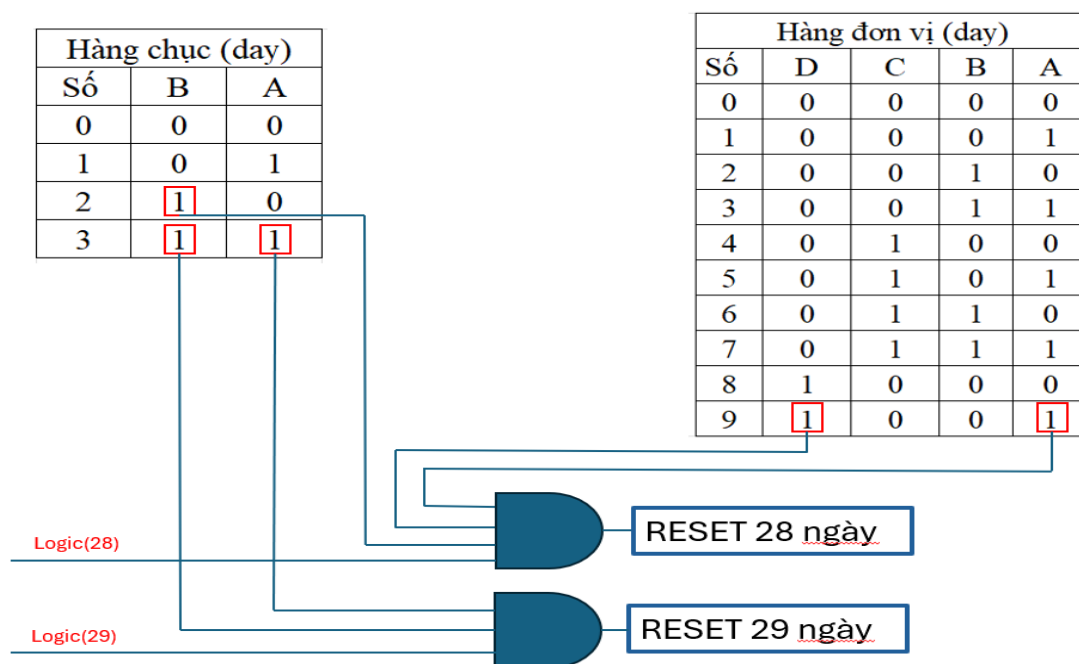 Hàng chục (day)
Số B A
0 0 0
1 0 1
2 1 0
3 1 1
Hàng đơn vị (day)
Số D C B A
0 0 0 0 0
1 0 0 0 1
2 0 0 1 0
3 0 0 1 1
4 0 1 0 0
5 0 1 0 1
6 0 1 1 0
7 0 1 1 1
8 1 0 0 0
9 1 0 0 1
Logic(28)
RESET 28 ngày
Logic(29)
RESET 29 ngày